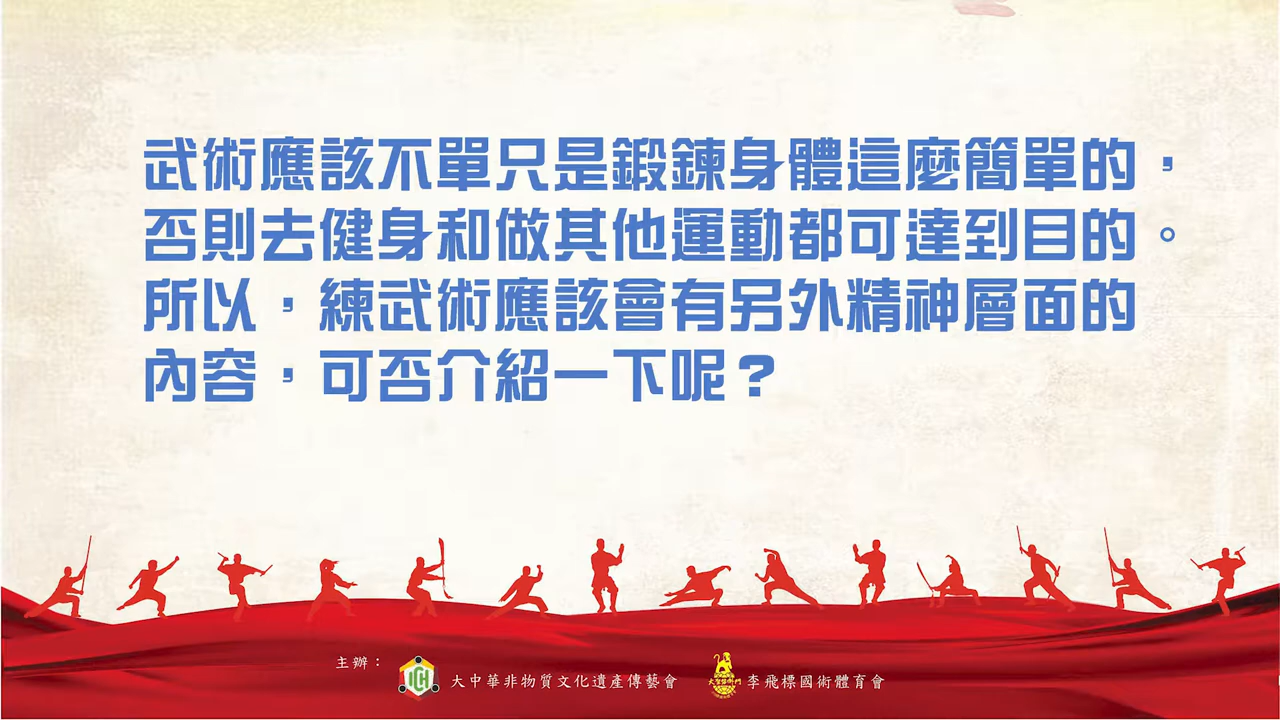 武術應該不單只是鍛鍊身體這麼簡單的，
否則去健身和做其他運動都可達到目的。
所以，練武術應該會有另外精神層面的
內容，可否介紹一下呢？
主辦：
ICH
大中華非物質文化遺產傳藝會
李飛標國術體育會